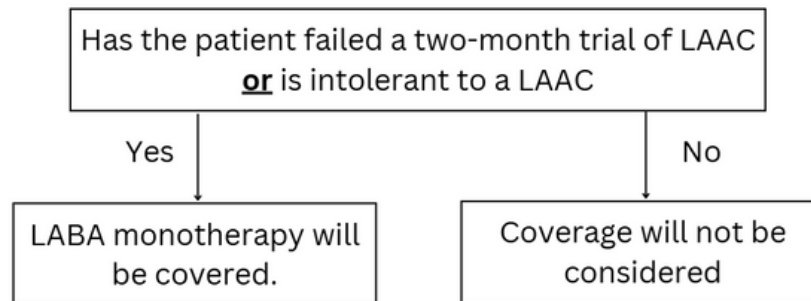 Has the patient failed a two-month trial of LAAC
or is intolerant to a LAAC
Yes
No
LABA monotherapy will
be covered.
Coverage will not be
considered